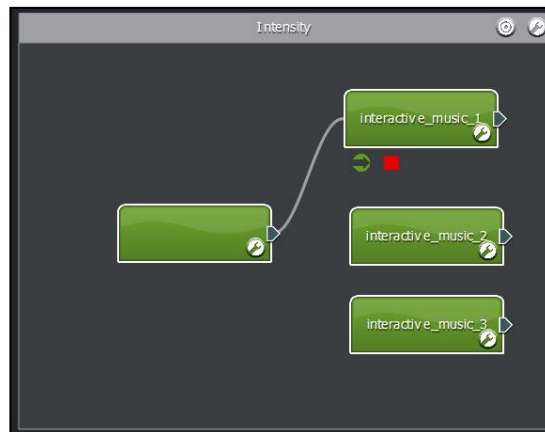 Intensity
interactive_music_1
interactive_music_2
interactive_music_3